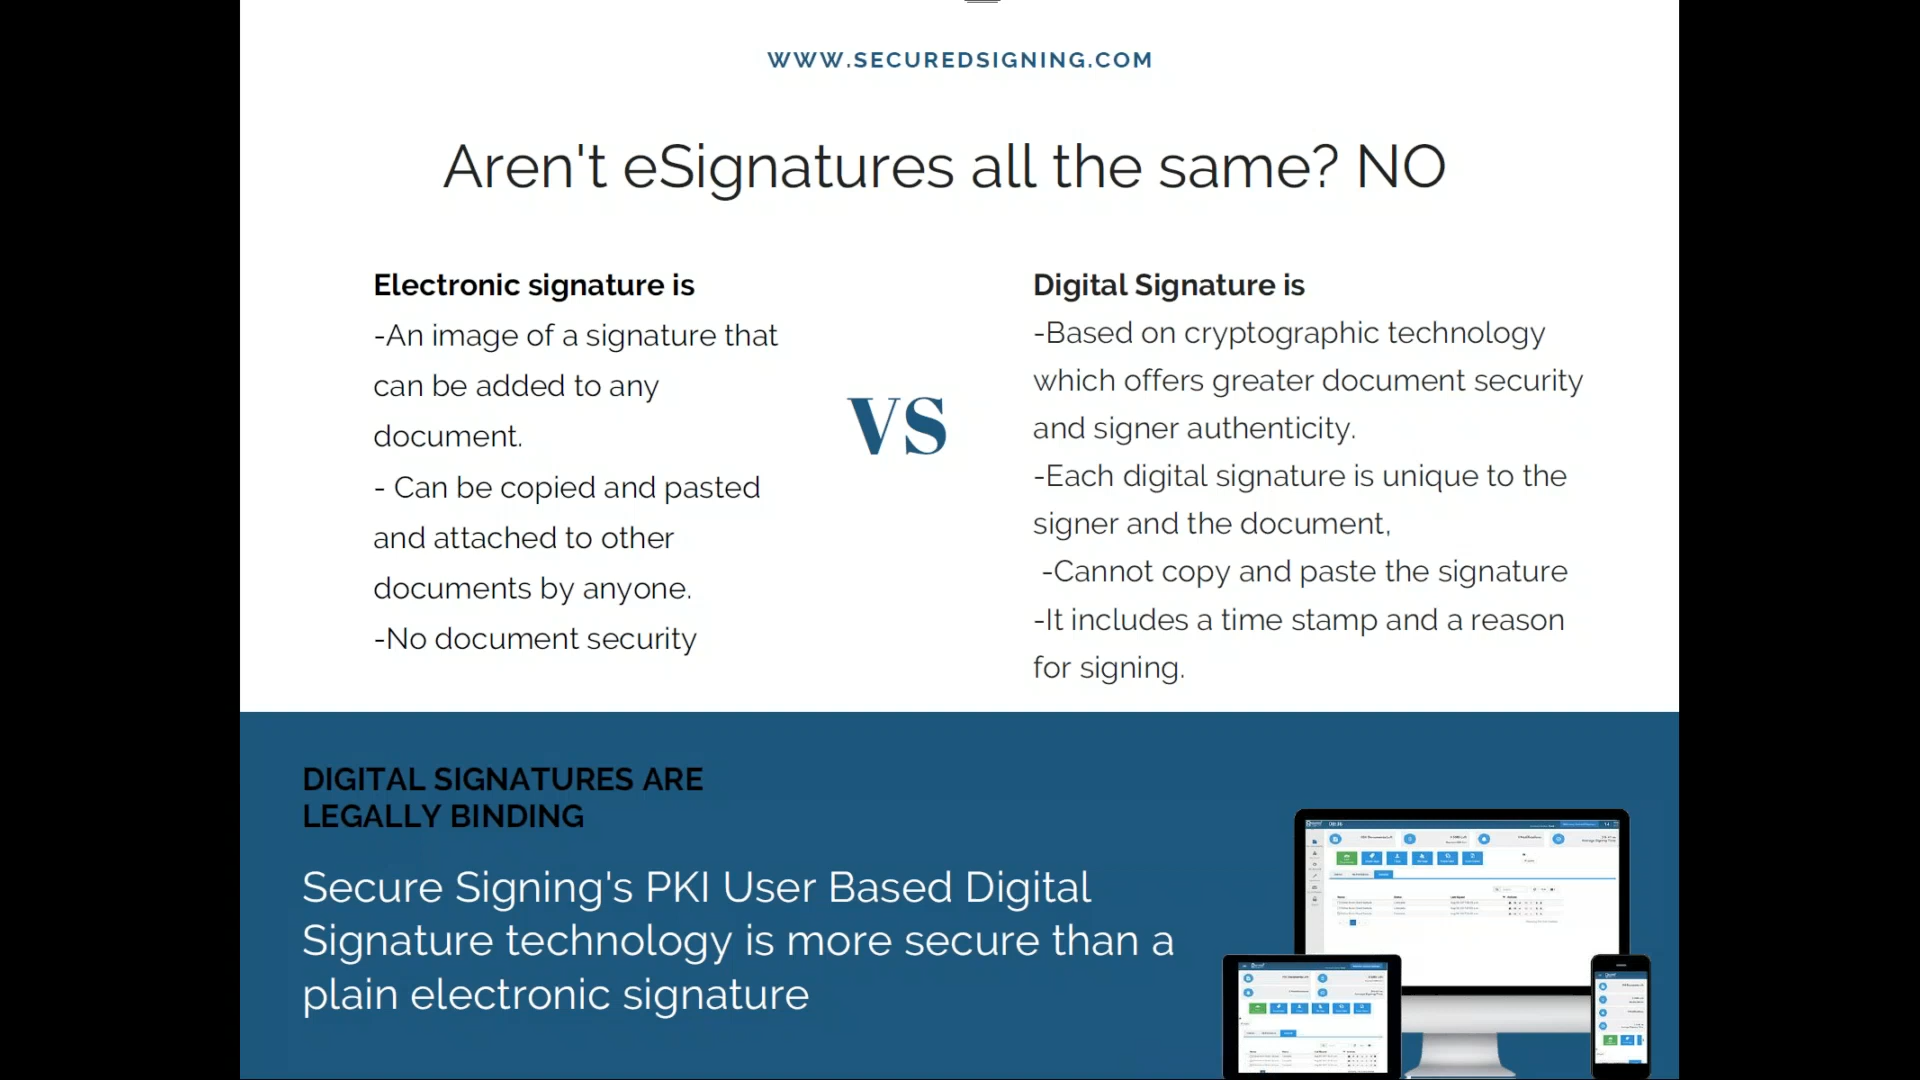 WWW.SECUREDSIGNING.COM
Aren't eSignatures all the same? NO
Electronic signature is
-An image of a signature that
can be added to any
document.
- Can be copied and pasted
and attached to other
documents by anyone.
-No document security
VS
Digital Signature is
-Based on cryptographic technology
which offers greater document security
and signer authenticity.
-Each digital signature is unique to the
signer and the document,
-Cannot copy and paste the signature
-It includes a time stamp and a reason
for signing.
DIGITAL SIGNATURES ARE
LEGALLY BINDING
Secure Signing's PKI User Based Digital
Signature technology is more secure than a
plain electronic signature